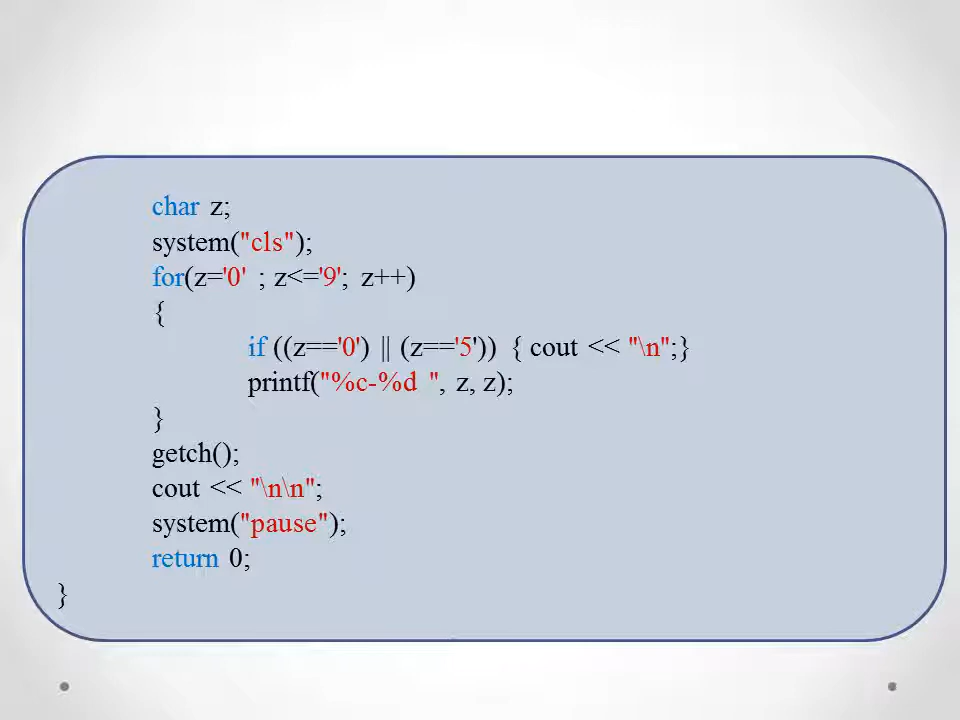 char z;
system("cls");
for(z='0' ; z<='9'; z++)
{
if ((z=='0') || (z=='5')) { cout << "\n";}
printf("%c-%d ", z, z);
}
getch();
cout << "\n\n";
system("pause");
return 0;
}